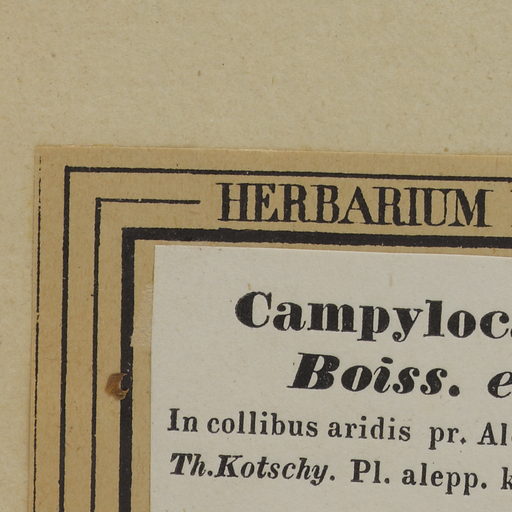 HERBARIUM
Campyloc
Boiss. e
In collibus aridis pr. Al
Th. Kotschy. Pl. alepp. k